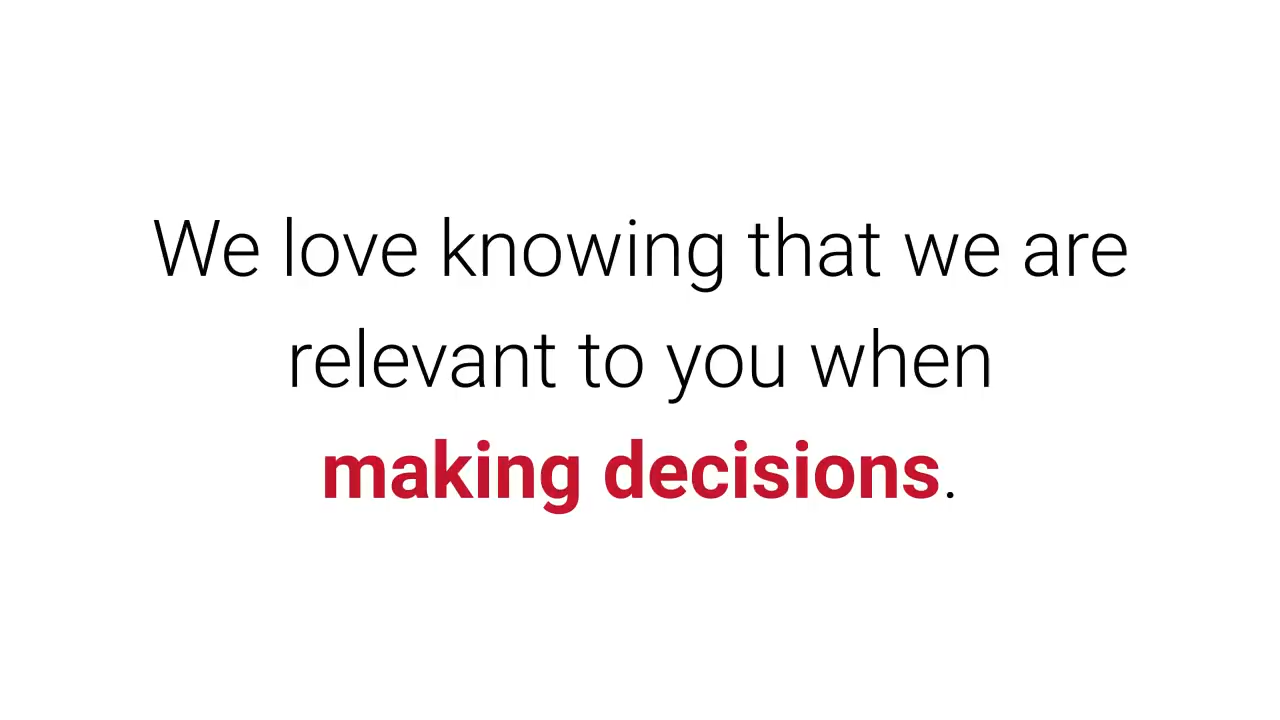 We love knowing that we are
relevant to you when
making decisions.